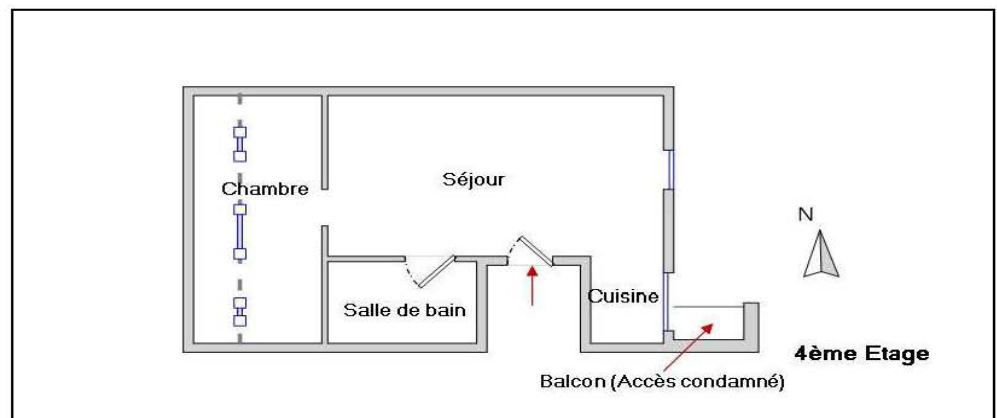 Séjour
Chambre
N
Cuisine
Salle de bain
4ème Etage
Balcon (Accès condamné)